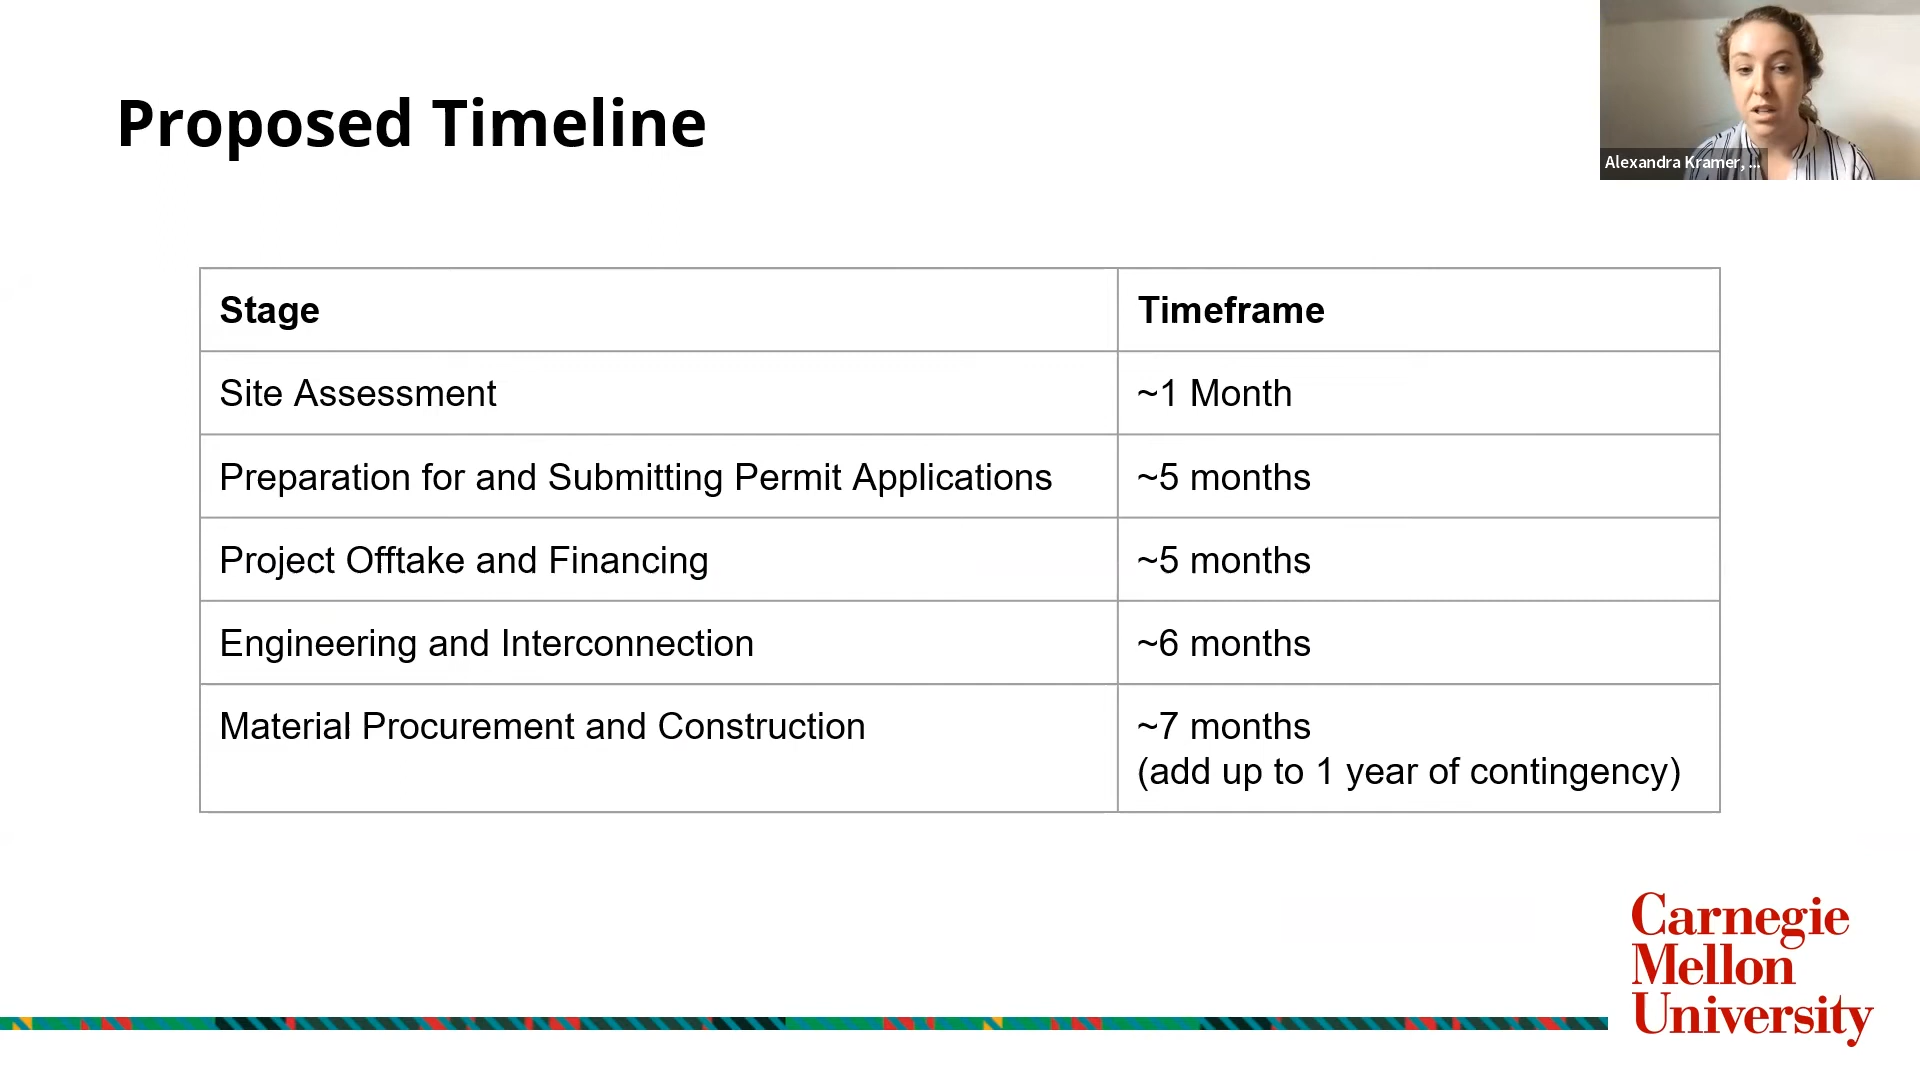 Proposed Timeline
Alexandra Kramer, ...
Stage
Timeframe
Site Assessment
~1 Month
Preparation for and Submitting Permit Applications
~5 months
Project Offtake and Financing
~5 months
Engineering and Interconnection
~6 months
Material Procurement and Construction
~7 months
(add up to 1 year of contingency)
Carnegie
Mellon
University